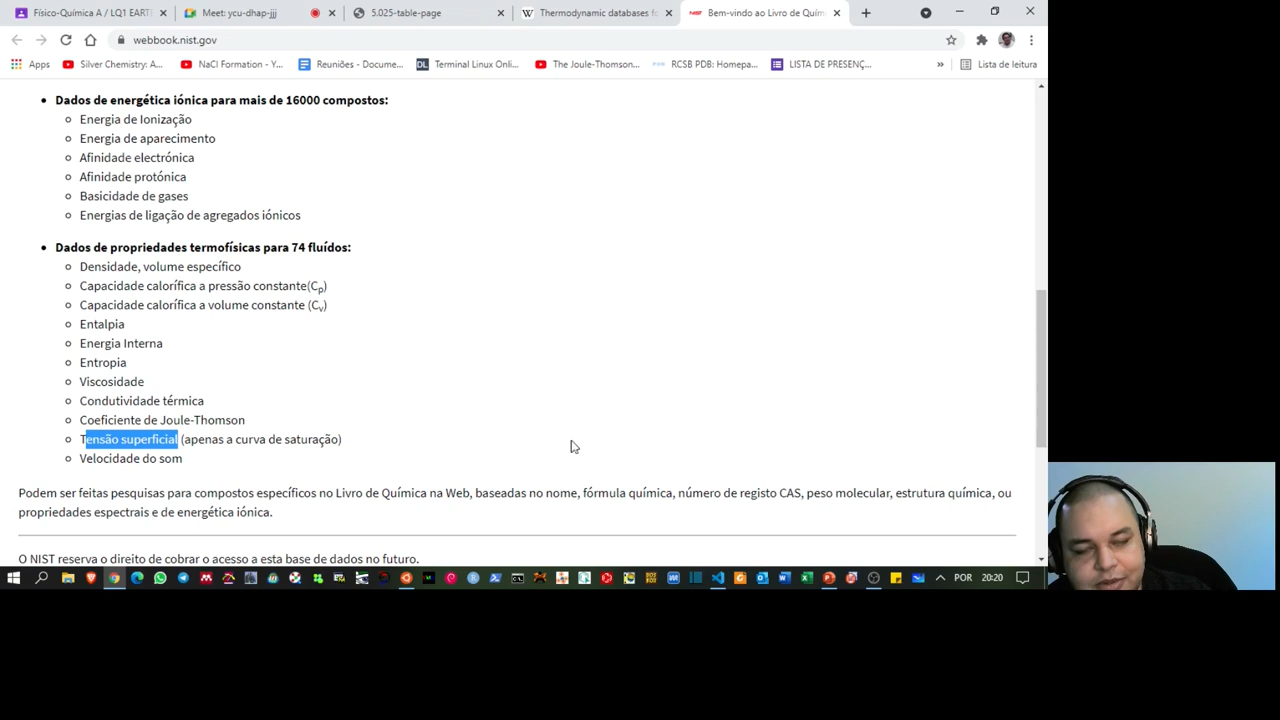 Físico-Química A / LQ1 EART
Meet: ycu-dhap-jjj
5.025-table-page
Thermodynamic databases fo
Bem-vindo ao Livro de Quím
webbook.nist.gov
Apps
Silver Chemistry: A...
NaCl Formation - Y...
Reuniões - Docume...
Terminal Linux Onli...
The Joule-Thomson...
RCSB PDB: Homepa...
LISTA DE PRESENÇ...
»
Lista de leitura
Dados de energética iónica para mais de 16000 compostos:
Energia de Ionização
Energia de aparecimento
Afinidade electrónica
Afinidade protónica
Basicidade de gases
Energias de ligação de agregados iónicos
Dados de propriedades termofísicas para 74 fluídos:
Densidade, volume específico
Capacidade calorífica a pressão constante(Cp)
Capacidade calorífica a volume constante (Cv)
Entalpia
Energia Interna
Entropia
Viscosidade
Condutividade térmica
Coeficiente de Joule-Thomson
Tensão superficial (apenas a curva de saturação)
Velocidade do som
Podem ser feitas pesquisas para compostos específicos no Livro de Química na Web, baseadas no nome, fórmula química, número de registo CAS, peso molecular, estrutura química, ou
propriedades espectrais e de energética iónica.
O NIST reserva o direito de cobrar o acesso a esta base de dados no futuro.
POR 20:20